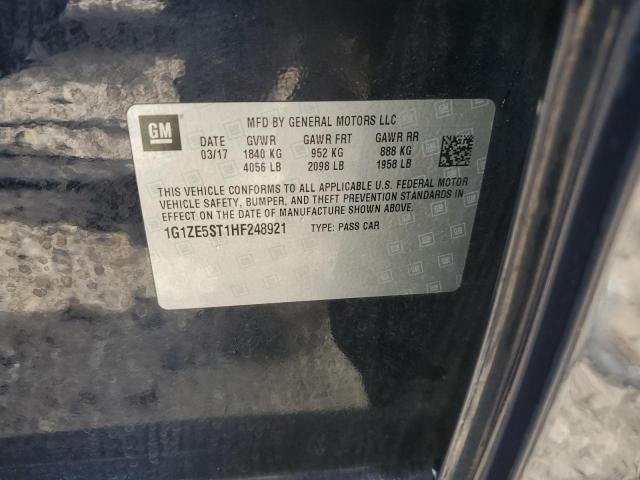 GM
MFD BY GENERAL MOTORS LLC
DATE GVWR GAWR FRT GAWR RR
03/17 1840 KG 952 KG 888 KG
4056 LB 2098 LB 1958 LB
THIS VEHICLE CONFORMS TO ALL APPLICABLE U.S. FEDERAL MOTOR
VEHICLE SAFETY, BUMPER, AND THEFT PREVENTION STANDARDS IN
EFFECT ON THE DATE OF MANUFACTURE SHOWN ABOVE.
1G1ZE5ST1HF248921 TYPE: PASS CAR